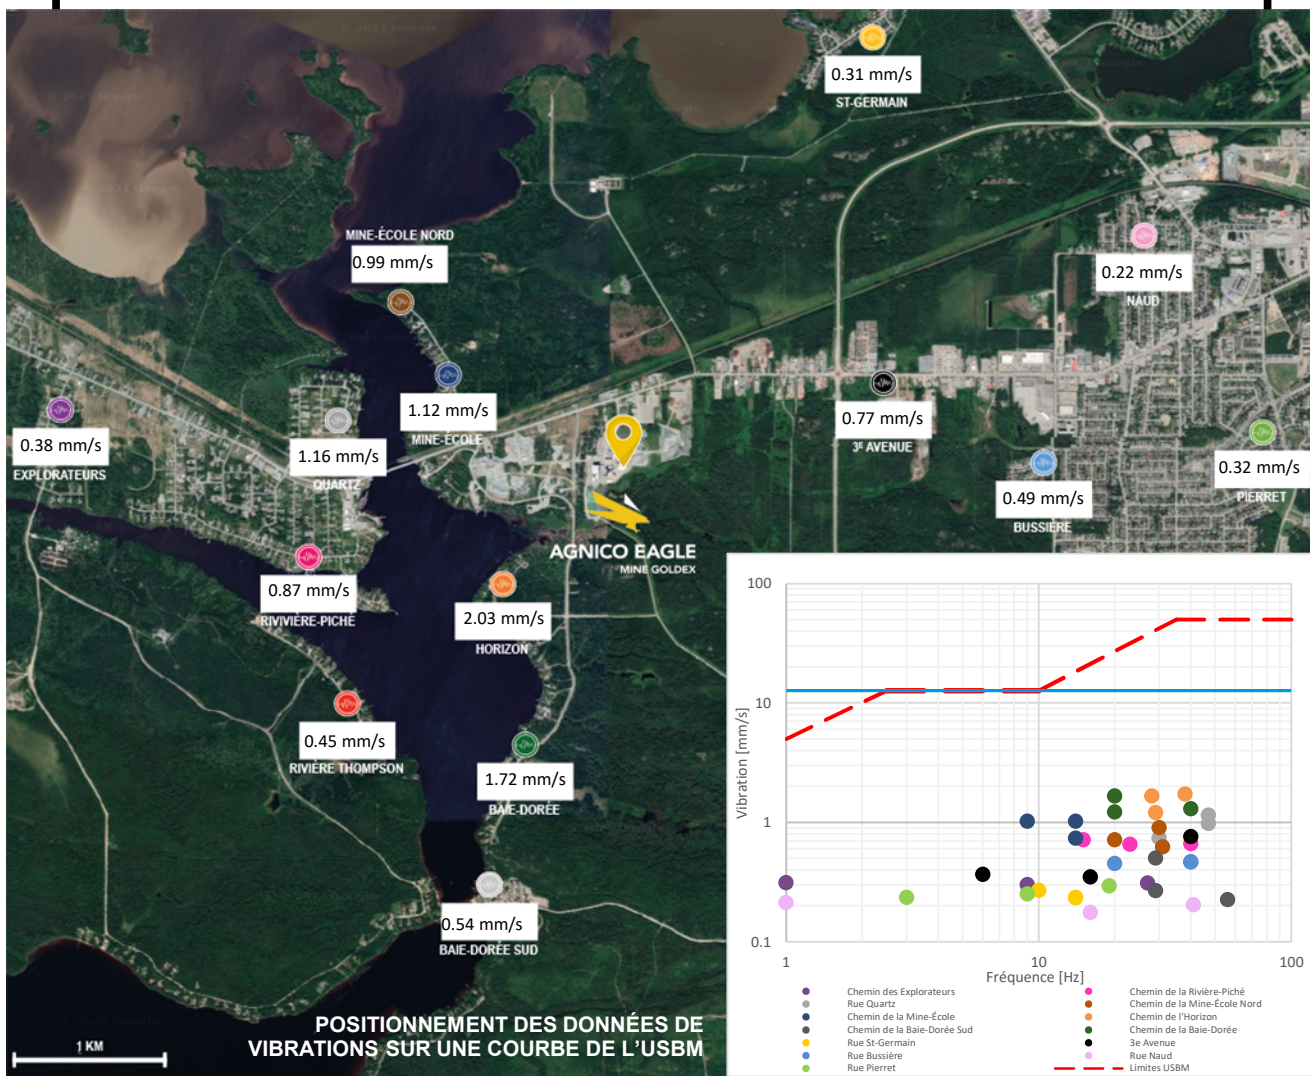 0.31 mm/s
ST-GERMAIN
MINE-ÉCOLE NORD
0.99 mm/s
0.22 mm/s
NAUD
1.12 mm/s
MINE-ÉCOLE
0.77 mm/s
3E AVENUE
0.38 mm/s
EXPLORATEURS
1.16 mm/s
QUARTZ
0.32 mm/s
PIERRET
0.49 mm/s
BUSSIÈRE
AGNICO EAGLE
MINE GOLDEX
0.87 mm/s
RIVIVIÈRE-PICHÉ
2.03 mm/s
HORIZON
0.45 mm/s
RIVIÈRE THOMPSON
1.72 mm/s
BAIE-DORÉE
0.54 mm/s
BAIE-DORÉE SUD
POSITIONNEMENT DES DONNÉES DE
VIBRATIONS SUR UNE COURBE DE L'USBM
1 KM
100
10
1
0.1
Vibration [mm/s]
1 10 100
Fréquence [Hz]
Chemin des Explorateurs
Chemin de la Rivière-Piché
Rue Quartz
Chemin de la Mine-École Nord
Chemin de la Mine-École
Chemin de l'Horizon
Chemin de la Baie-Dorée Sud
Chemin de la Baie-Dorée
Rue St-Germain
3e Avenue
Rue Bussière
Rue Naud
Rue Pierret
Limites USBM